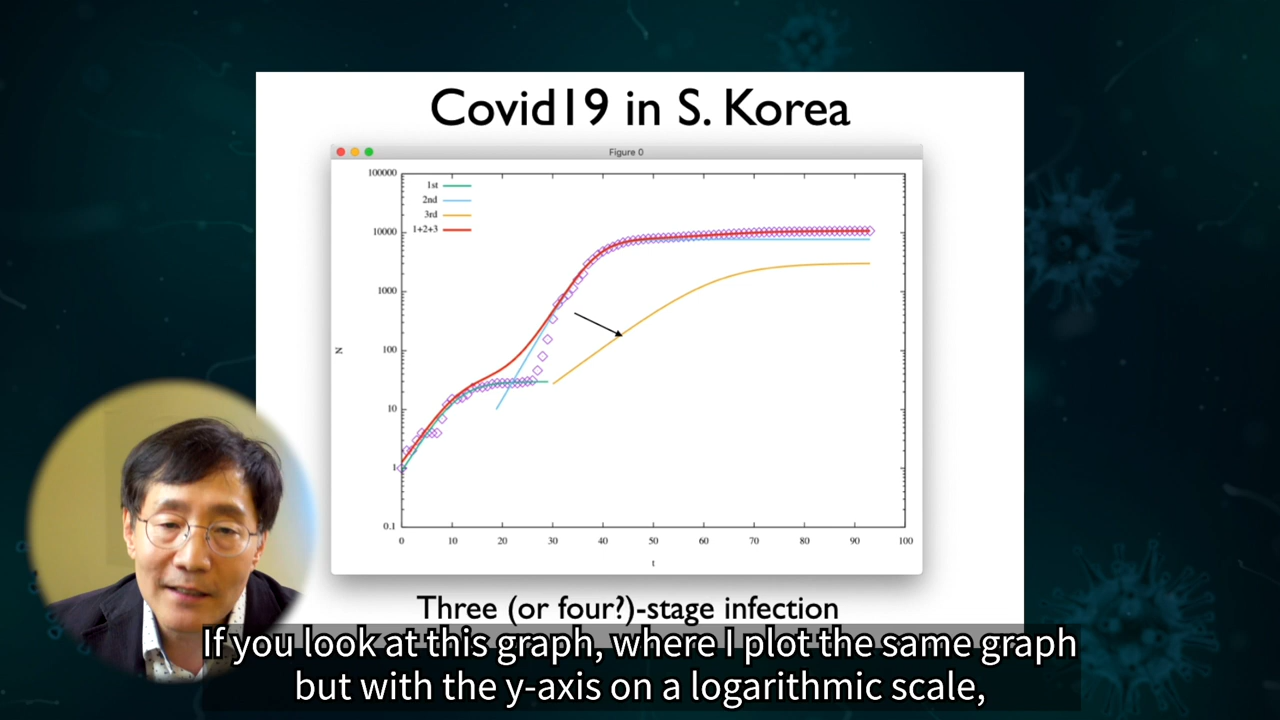 Covid19 in S. Korea
Figure 0
100000
10000
1000
100
10
1
0.1
N
1st
2nd
3rd
1+2+3
0 10 20 30 40 50 60 70 80 90 100
t
Three (or four?)-stage infection
If you look at this graph, where I plot the same graph
but with the y-axis on a logarithmic scale,